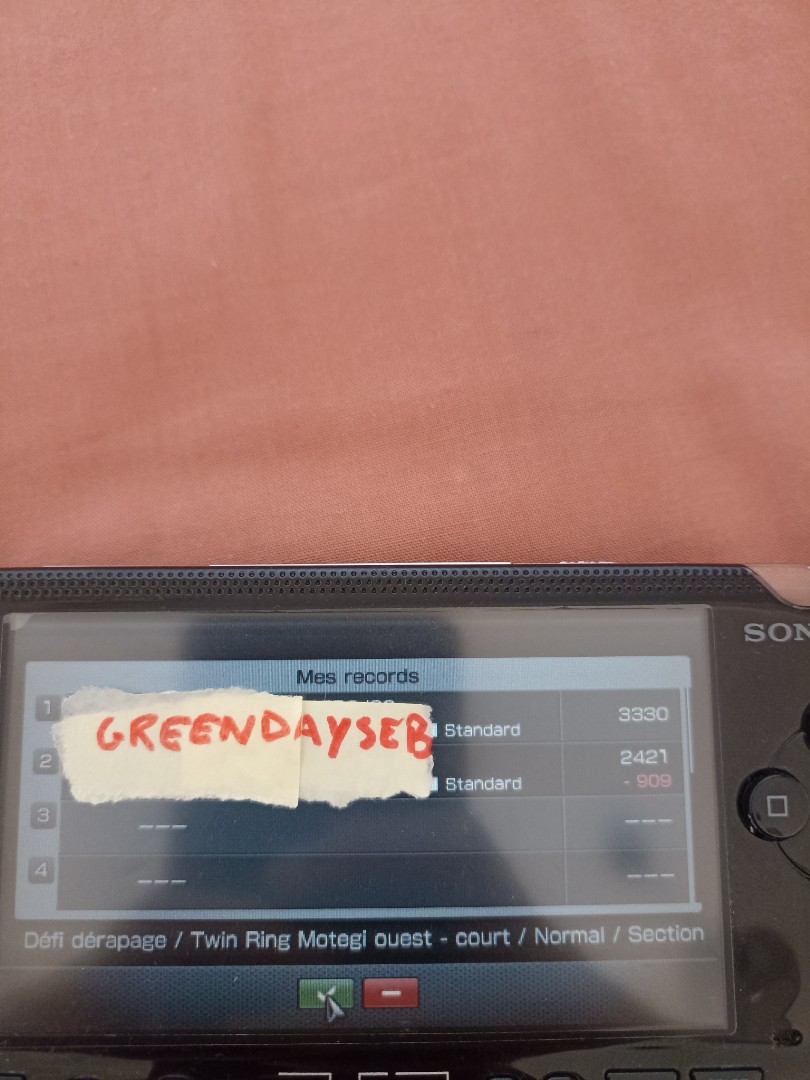 SON
Mes records
1
3330
GREENDAYSEB
Standard
2
2421
Standard
- 909
3
--- ---
4
--- ---
Défi dérapage / Twin Ring Motegi ouest - court / Normal / Section